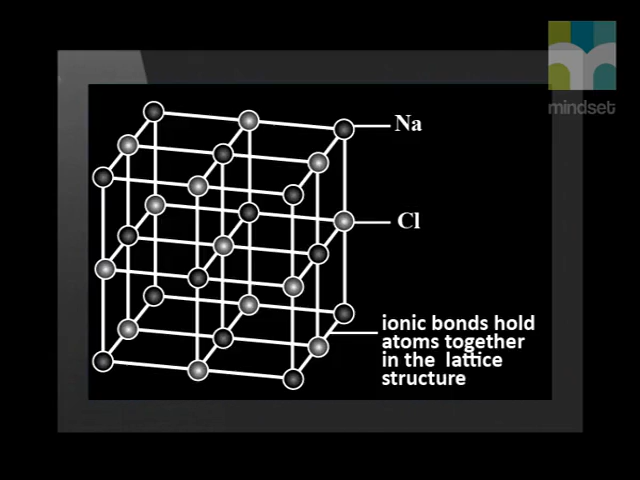 mindset
Na
Cl
ionic bonds hold
atoms together
in the lattice
structure